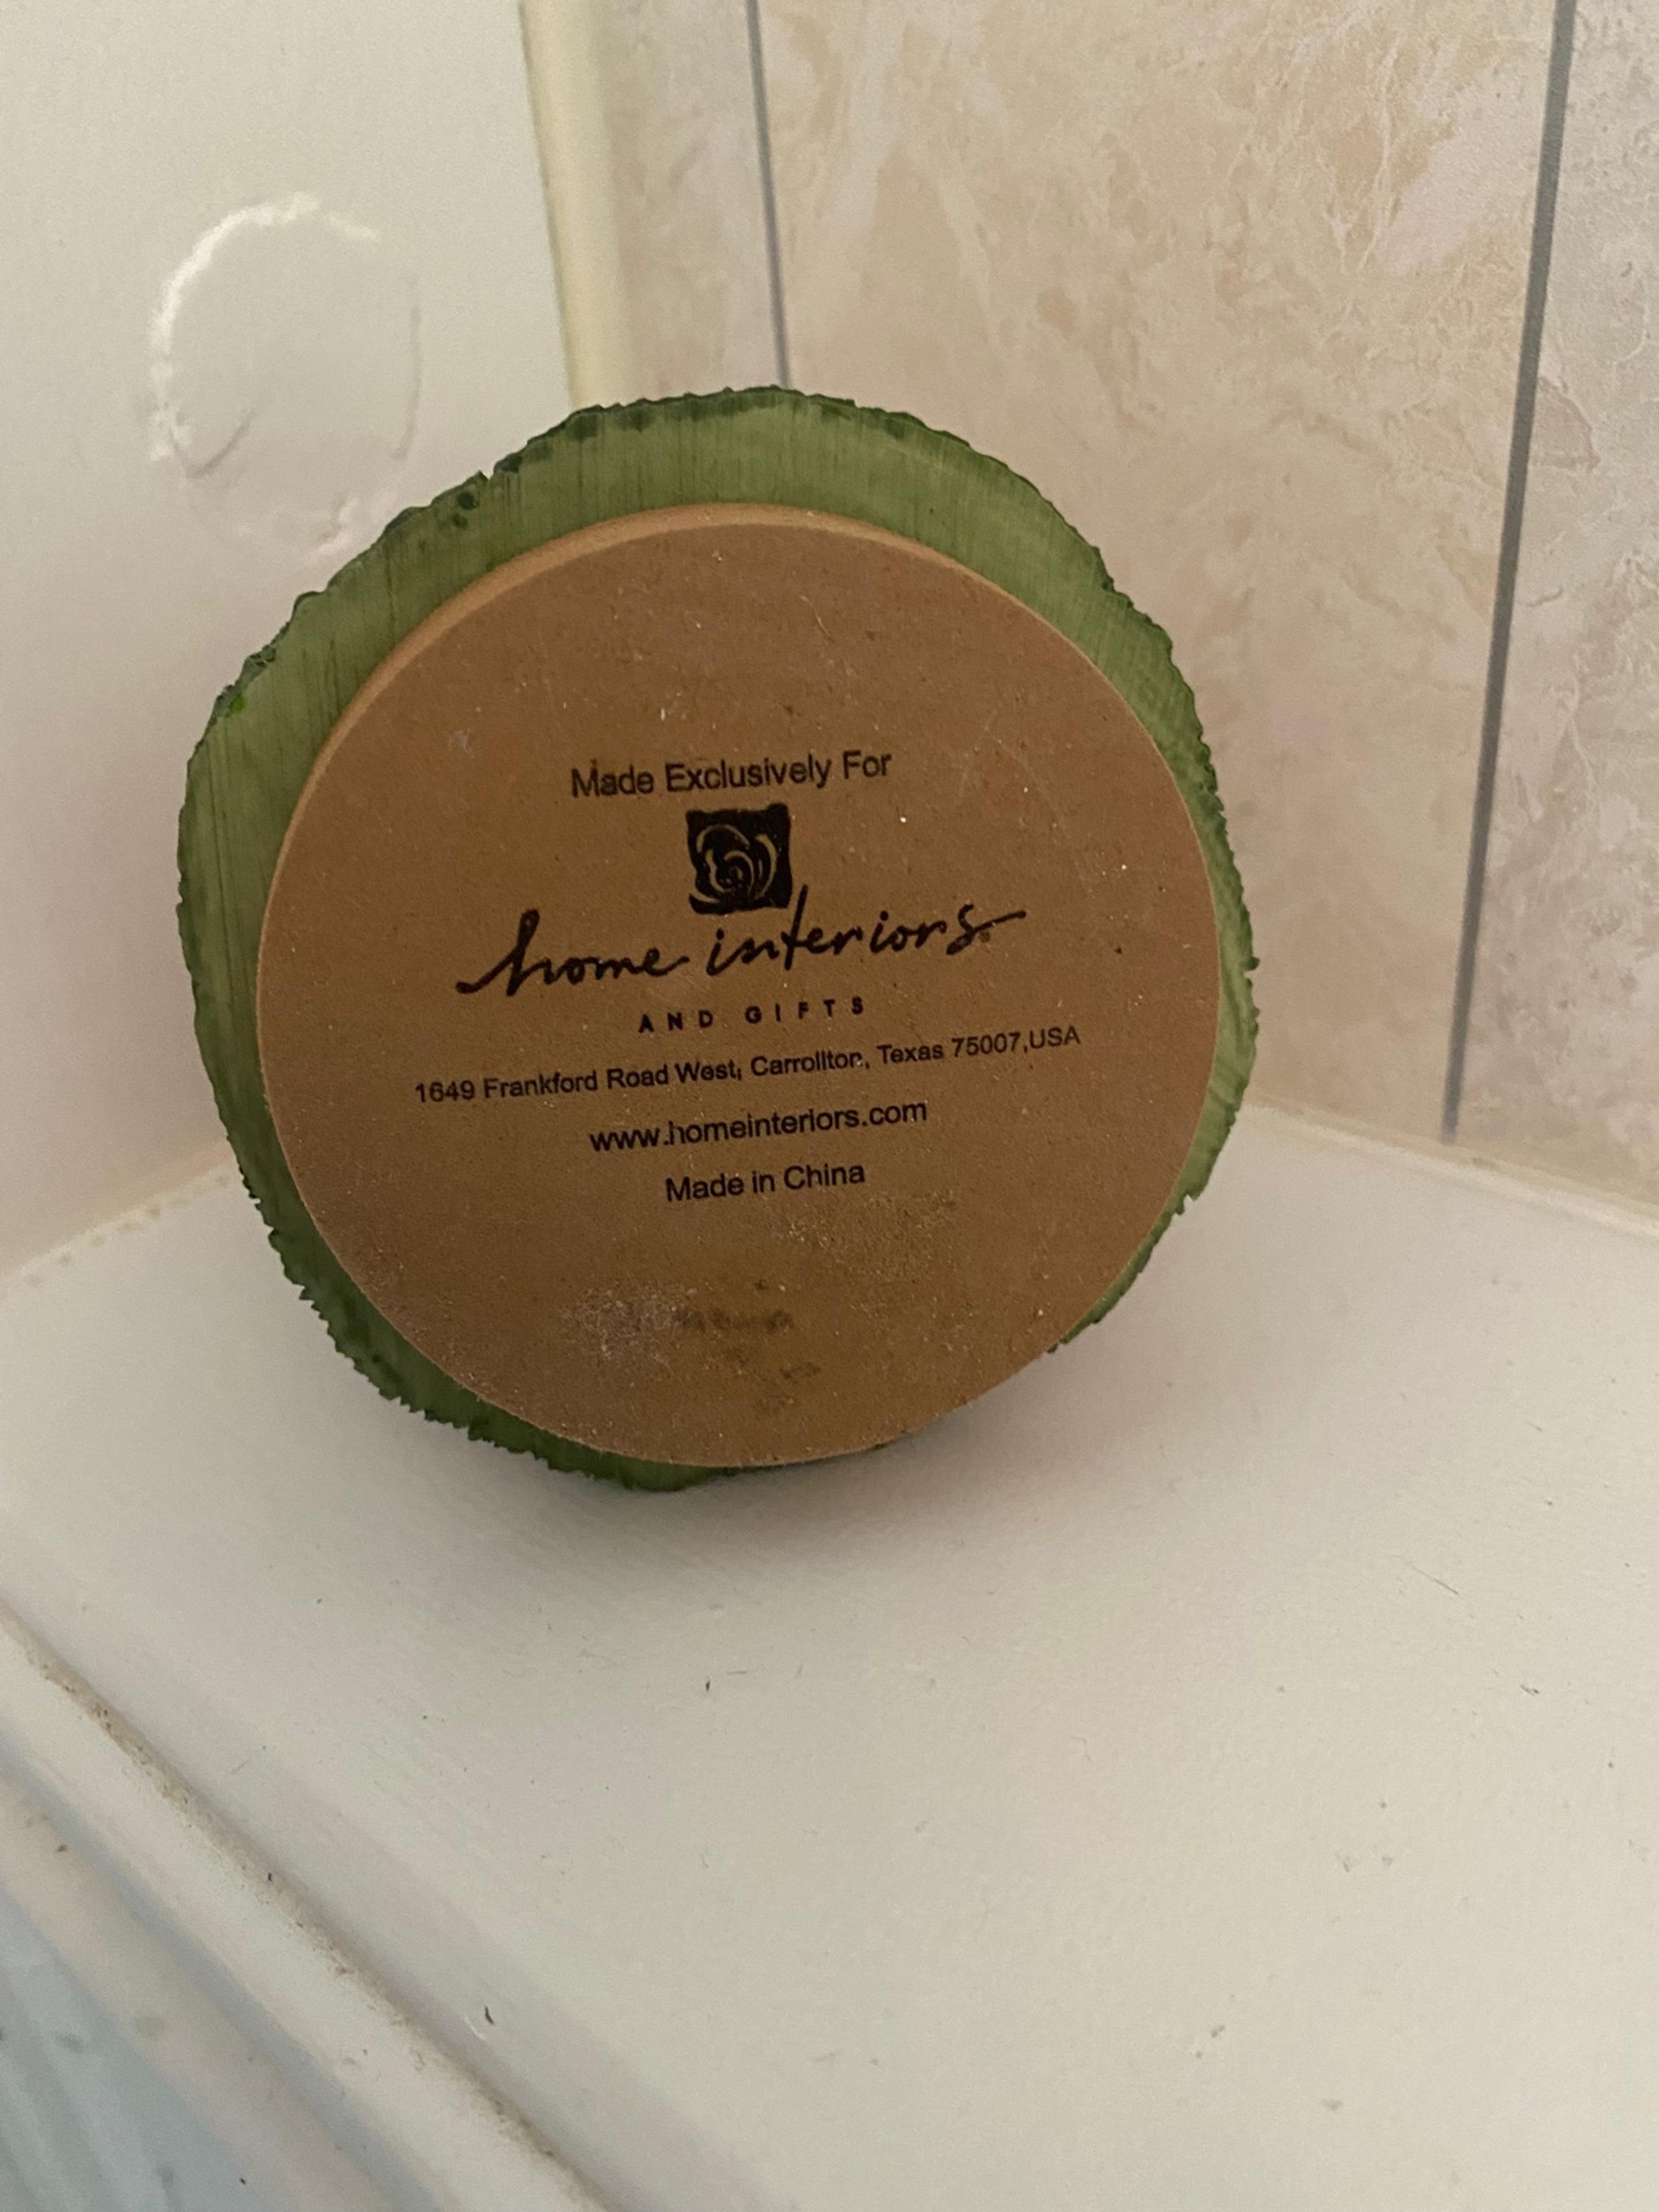 Made Exclusively For
home interiors®
AND GIFTS
1649 Frankford Road West, Carrollton, Texas 75007,USA
www.homeinteriors.com
Made in China